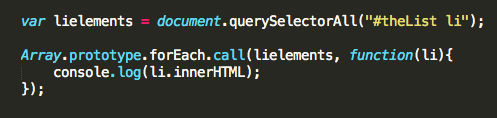 var lielements = document.querySelectorAll("#theList li");
Array.prototype.forEach.call(lielements, function(li){
    console.log(li.innerHTML);
});